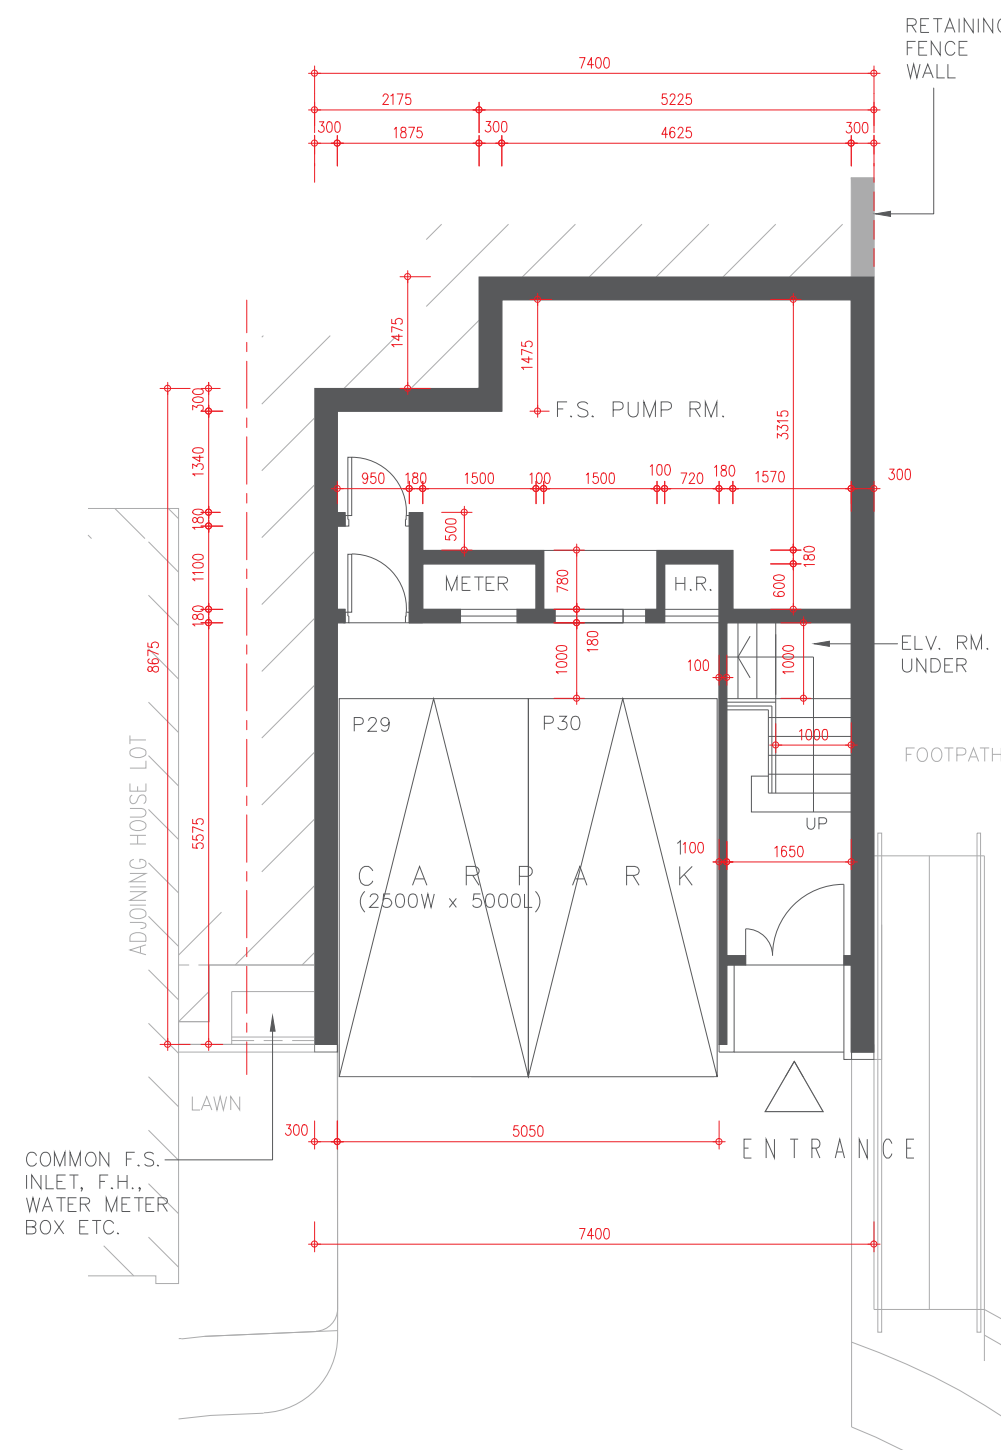 RETAINING
FENCE
WALL
7400
2175
5225
300
1875
300
4625
300
1475
1475
F.S. PUMP RM.
3315
300
1340
950
180
1500
100
1500
100
720
180
1570
300
180
500
1100
METER
780
H.R.
180
600
180
180
8675
1000
100
1000
ELV. RM.
UNDER
P29
P30
1000
FOOTPATH
ADJOINING HOUSE LOT
5575
UP
100
1650
CARPARK
(2500W x 5000L)
LAWN
300
5050
ENTRANCE
COMMON F.S.
INLET, F.H.,
WATER METER
BOX ETC.
7400